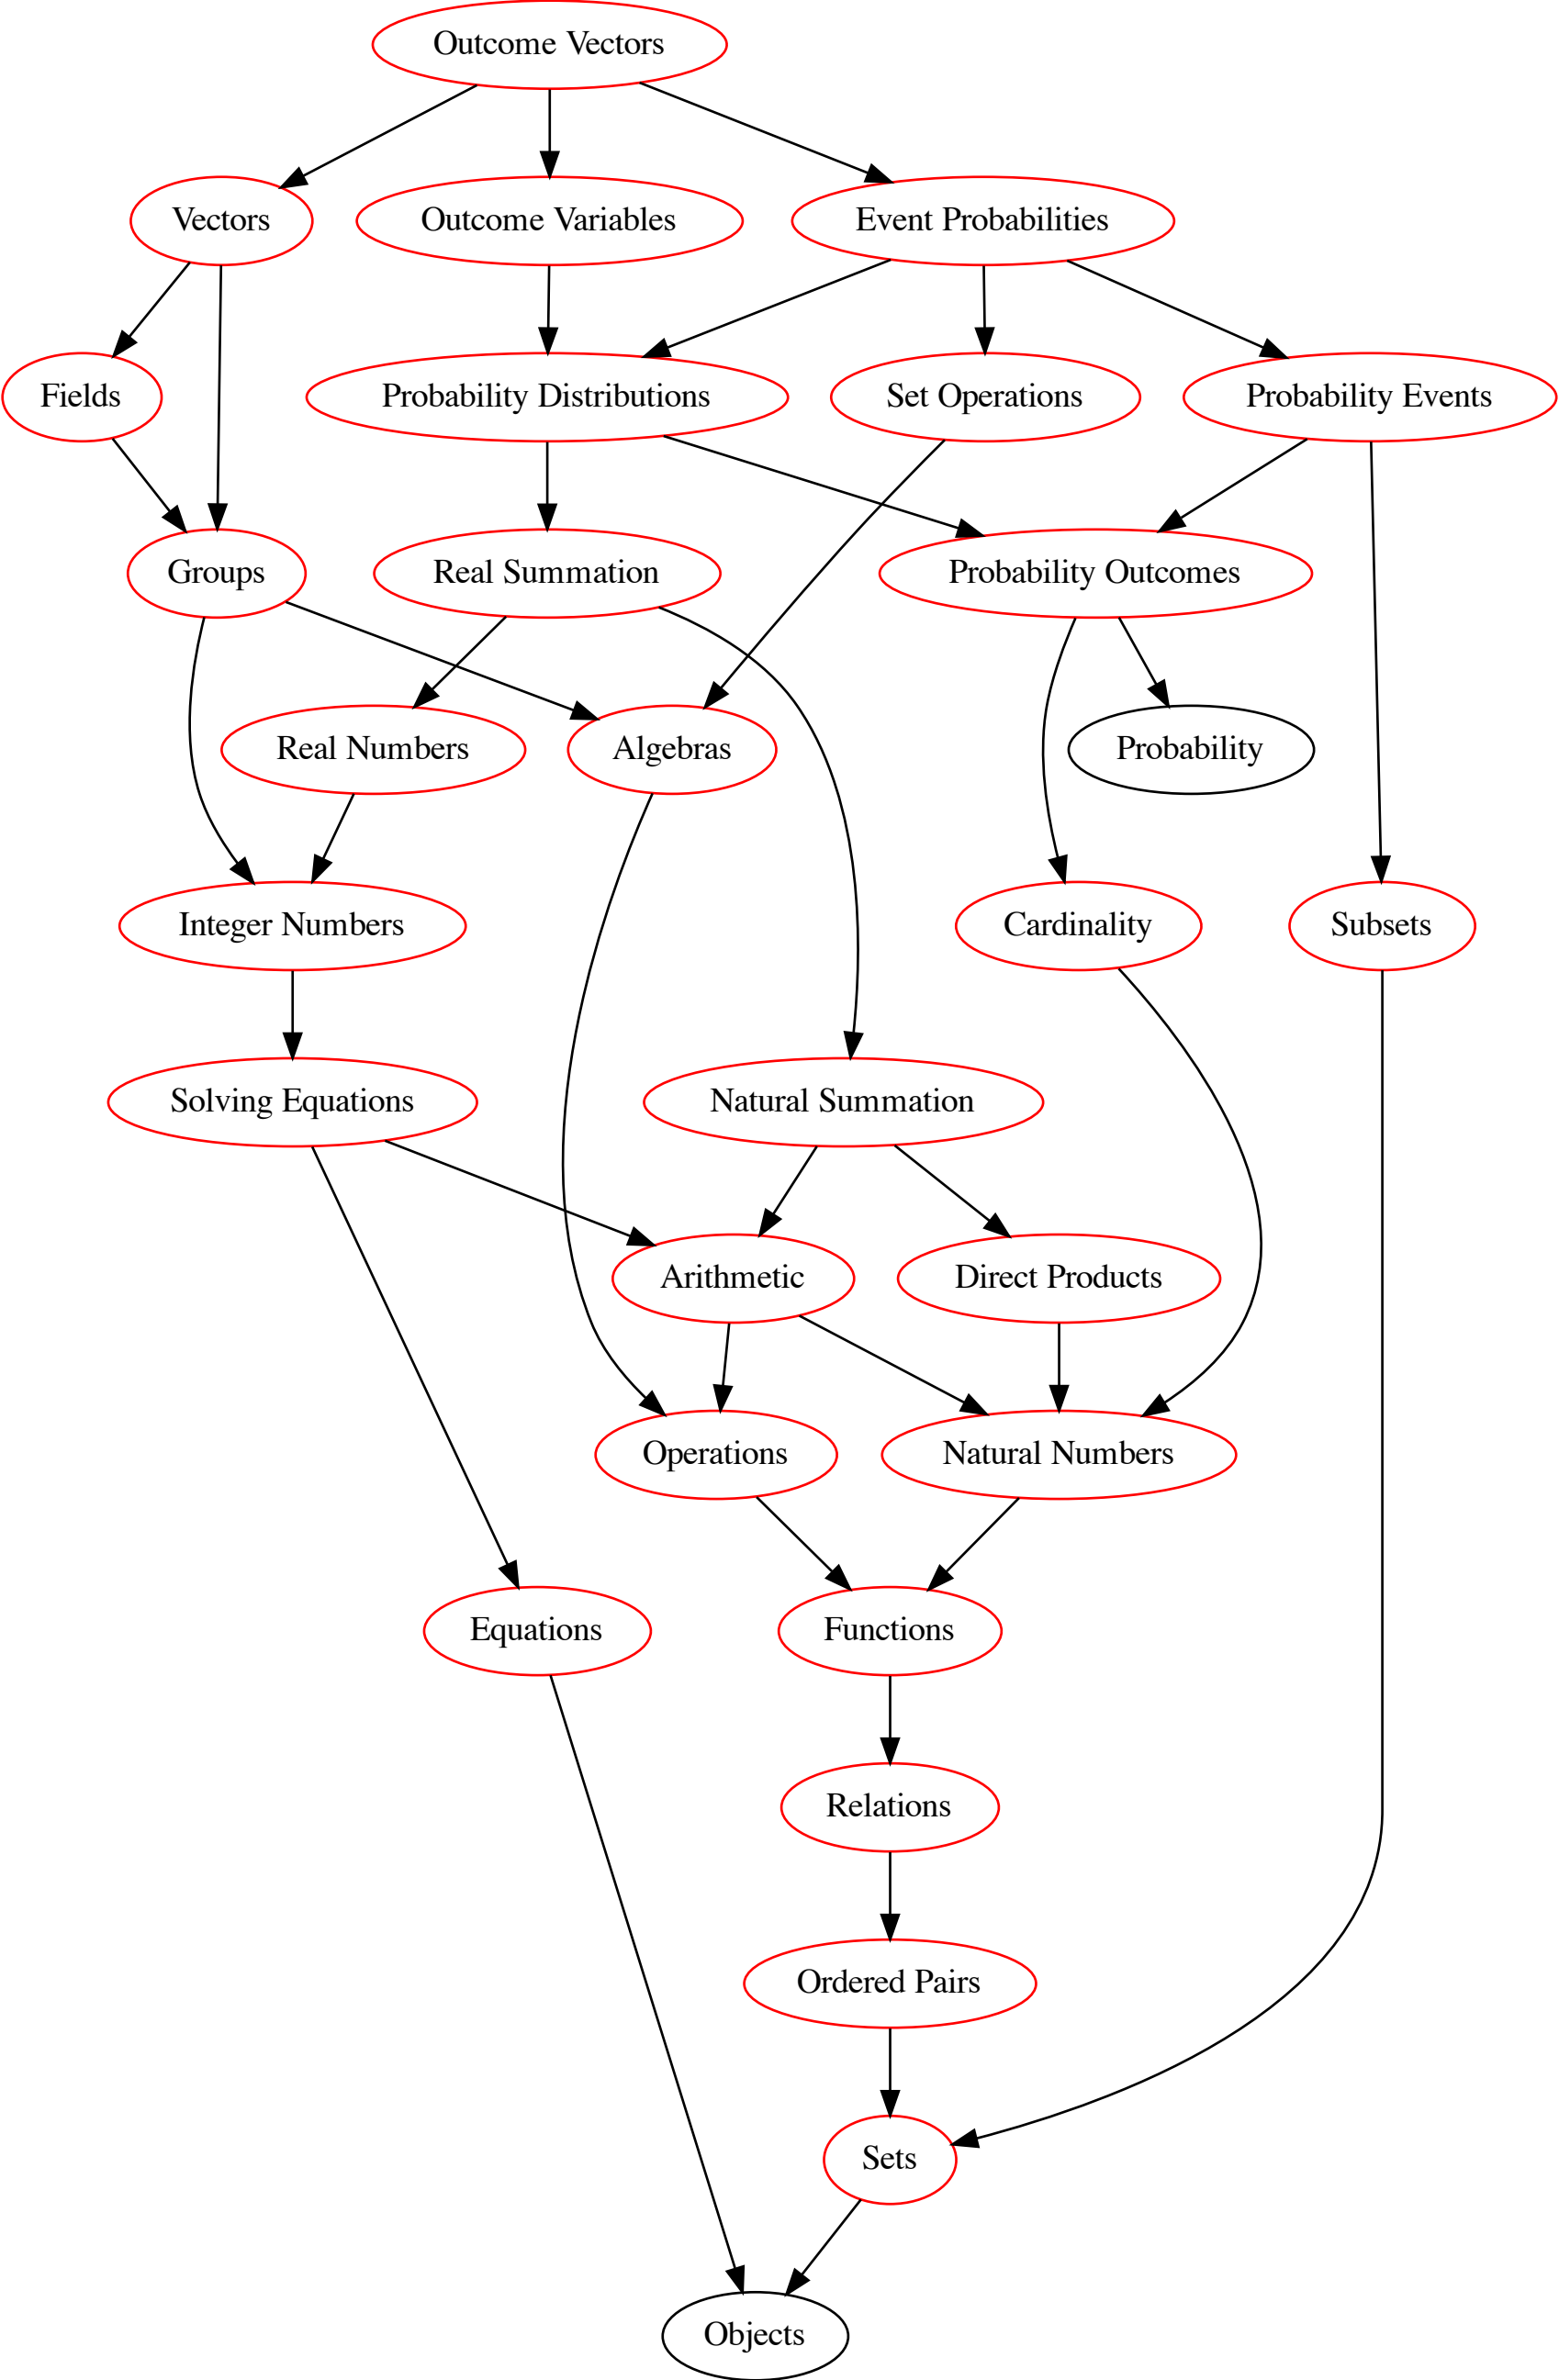 Outcome Vectors
Vectors
Outcome Variables
Event Probabilities
Fields
Probability Distributions
Set Operations
Probability Events
Groups
Real Summation
Probability Outcomes
Real Numbers
Algebras
Probability
Integer Numbers
Cardinality
Subsets
Solving Equations
Natural Summation
Arithmetic
Direct Products
Operations
Natural Numbers
Equations
Functions
Relations
Ordered Pairs
Sets
Objects